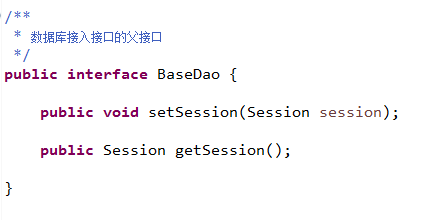 /**
 * 数据库接入接口的父接口
 */
public interface BaseDao {
    public void setSession(Session session);
    public Session getSession();
}